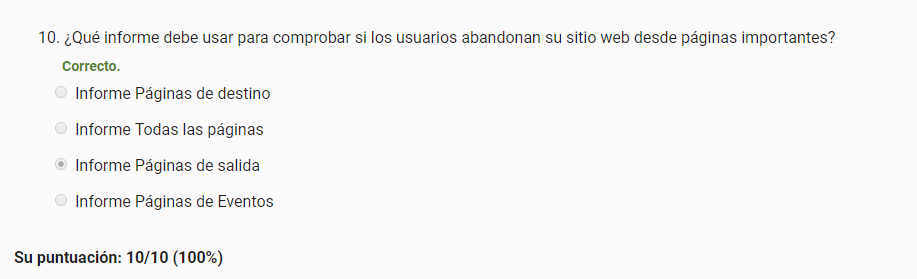 10. ¿Qué informe debe usar para comprobar si los usuarios abandonan su sitio web desde páginas importantes?
Correcto.
Informe Páginas de destino
Informe Todas las páginas
Informe Páginas de salida
Informe Páginas de Eventos
Su puntuación: 10/10 (100%)